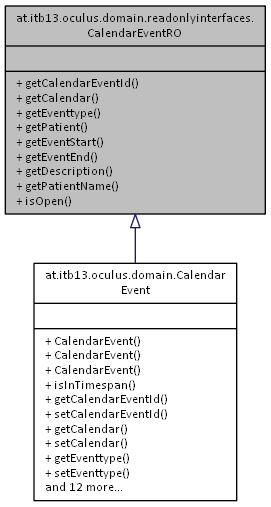 at.itb13.oculus.domain.readonlyinterfaces.
CalendarEventRO
+ getCalendarEventId()
+ getCalendar()
+ getEventtype()
+ getPatient()
+ getEventStart()
+ getEventEnd()
+ getDescription()
+ getPatientName()
+ isOpen()
at.itb13.oculus.domain.Calendar
Event
+ CalendarEvent()
+ CalendarEvent()
+ CalendarEvent()
+ isInTimespan()
+ getCalendarEventId()
+ setCalendarEventId()
+ getCalendar()
+ setCalendar()
+ getEventtype()
+ setEventtype()
and 12 more...